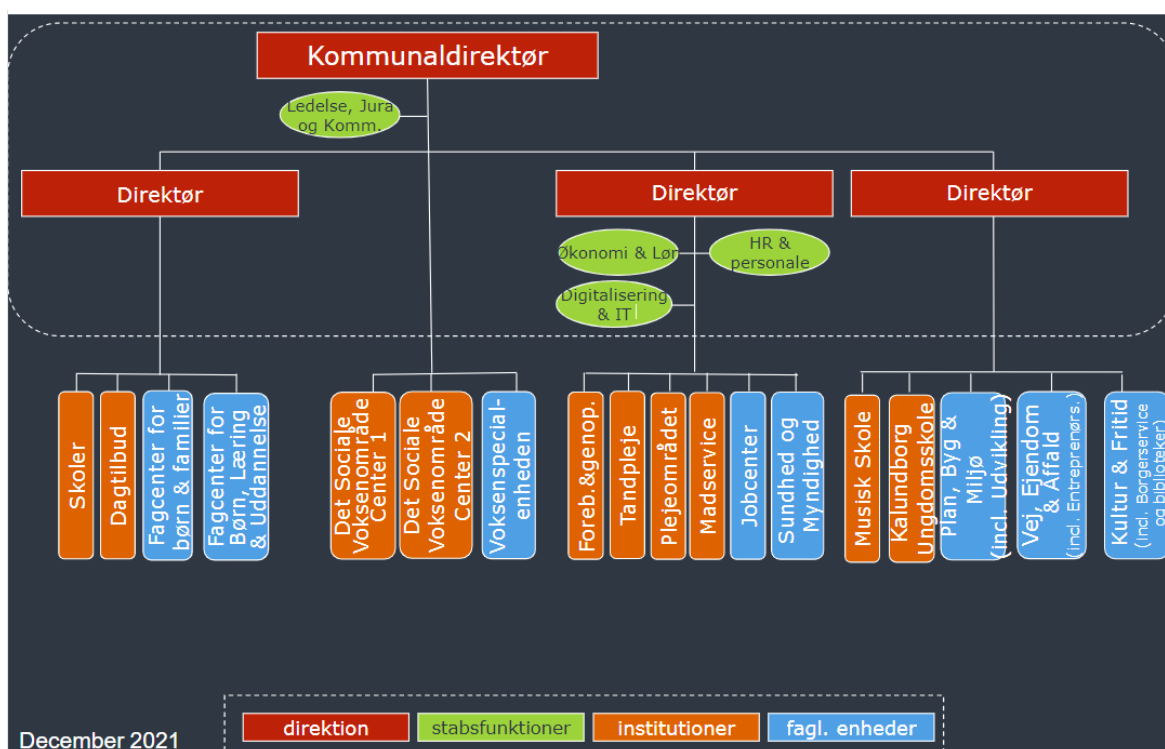 Kommunaldirektør
Ledelse, Jura
og Komm.
Direktør
Direktør
Direktør
Økonomi & Løn
HR &
personale
Digitalisering
& IT
Skoler
Dagtilbud
Fagcenter for
børn & familier
Fagcenter for
Børn, Læring
& Uddannelse
Det Sociale
Voksenområde
Center 1
Det Sociale
Voksenområde
Center 2
Voksenspecial-
enheden
Foreb.&genop.
Tandpleje
Plejeområdet
Madservice
Jobcenter
Sundhed og
Myndighed
Musisk Skole
Kalundborg
Ungdomsskole
Plan, Byg &
Miljø
(incl. Udvikling)
Vej, Ejendom
& Affald
(incl. Entreprenørs.)
Kultur & Fritid
(Incl. Borgerservice
og biblioteker)
direktion
stabsfunktioner
institutioner
fagl. enheder
December 2021